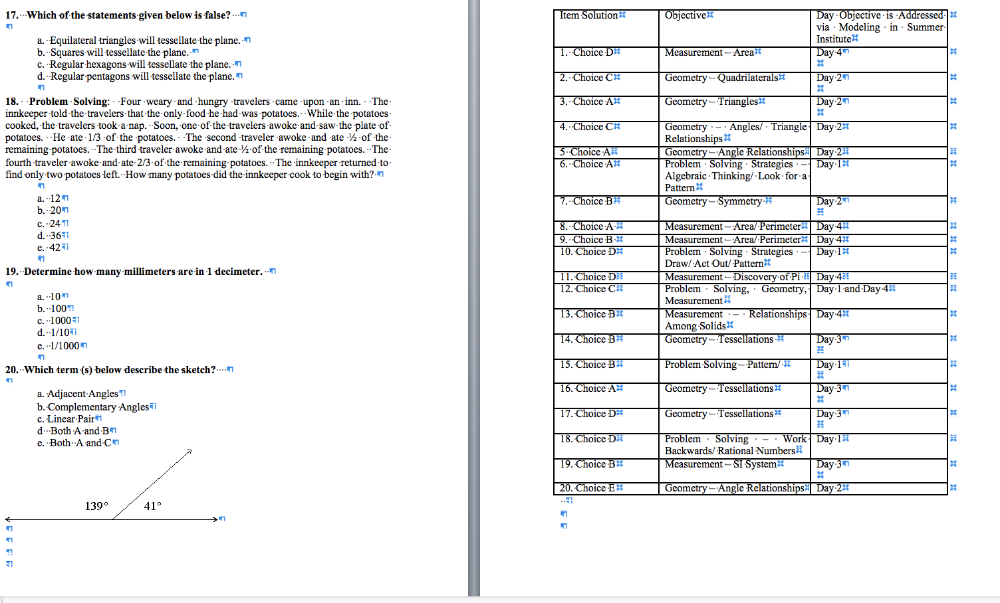 17. Which of the statements given below is false?
a. Equilateral triangles will tessellate the plane.
b. Squares will tessellate the plane.
c. Regular hexagons will tessellate the plane.
d. Regular pentagons will tessellate the plane.
18. Problem Solving: Four weary and hungry travelers came upon an inn. The
innkeeper told the travelers that the only food he had was potatoes. While the potatoes
cooked, the travelers took a nap. Soon, one of the travelers awoke and saw the plate of
potatoes. He ate 1/3 of the potatoes. The second traveler awoke and ate ½ of the
remaining potatoes. The third traveler awoke and ate ½ of the remaining potatoes. The
fourth traveler awoke and ate 2/3 of the remaining potatoes. The innkeeper returned to
find only two potatoes left. How many potatoes did the innkeeper cook to begin with?
a. 12
b. 20
c. 24
d. 36
e. 42
19. Determine how many millimeters are in 1 decimeter.
a. 10
b. 100
c. 1000
d. 1/10
e. 1/1000
20. Which term (s) below describe the sketch?
a. Adjacent Angles
b. Complementary Angles
c. Linear Pair
d Both A and B
e. Both A and C
139° 41°
Item Solution Objective Day Objective is Addressed
via Modeling in Summer
Institute
1. Choice D Measurement – Area Day 4
2. Choice C Geometry – Quadrilaterals Day 2
3. Choice A Geometry – Triangles Day 2
4. Choice C Geometry – Angles/ Triangle Day 2
Relationships
5 Choice A Geometry – Angle Relationships Day 2
6. Choice A Problem Solving Strategies – Day 1
Algebraic Thinking/ Look for a
Pattern
7. Choice B Geometry – Symmetry Day 2
8. Choice A Measurement – Area/ Perimeter Day 4
9. Choice B Measurement – Area/ Perimeter Day 4
10. Choice D Problem Solving Strategies – Day 1
Draw/ Act Out/ Pattern
11. Choice D Measurement – Discovery of Pi Day 4
12. Choice C Problem Solving, Geometry, Day 1 and Day 4
Measurement
13. Choice B Measurement – Relationships Day 4
Among Solids
14. Choice B Geometry – Tessellations Day 3
15. Choice B Problem Solving – Pattern/ Day 1
16. Choice A Geometry – Tessellations Day 3
17. Choice D Geometry – Tessellations Day 3
18. Choice D Problem Solving – Work Day 1
Backwards/ Rational Numbers
19. Choice B Measurement – SI System Day 3
20. Choice E Geometry – Angle Relationships Day 2